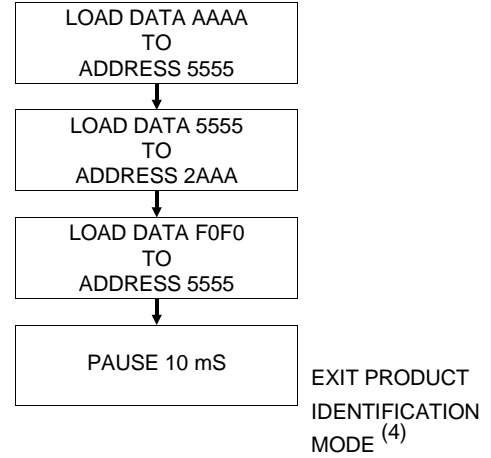 LOAD DATA AAAA
TO
ADDRESS 5555
LOAD DATA 5555
TO
ADDRESS 2AAA
LOAD DATA F0F0
TO
ADDRESS 5555
PAUSE 10 mS
EXIT PRODUCT
IDENTIFICATION
MODE (4)